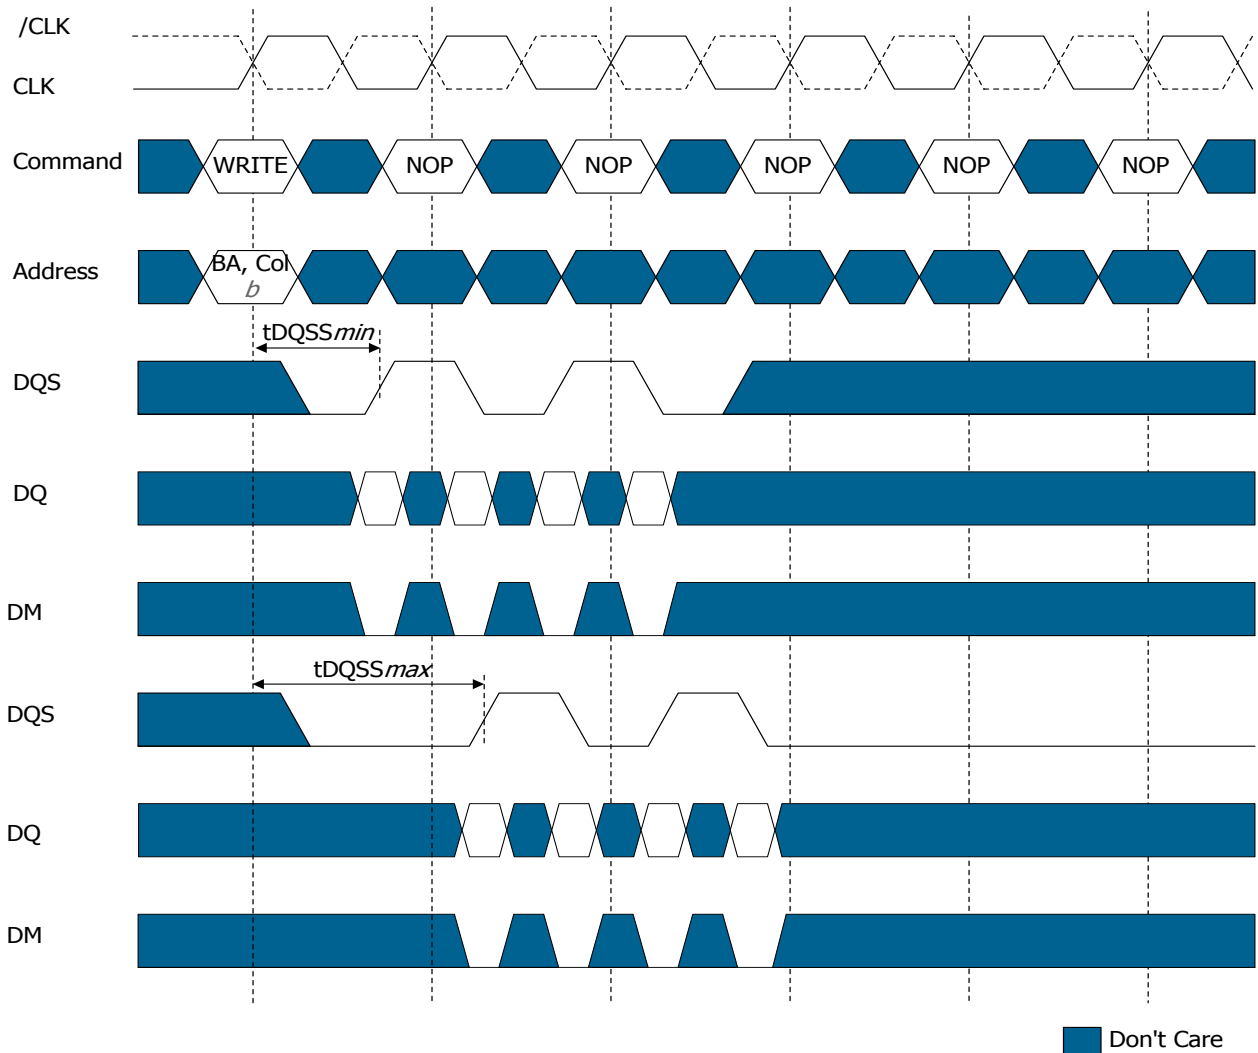 /CLK
CLK
Command
WRITE NOP NOP NOP NOP NOP
Address
BA, Col
b
tDQSSmin
DQS
DQ
DM
tDQSSmax
DQS
DQ
DM
Don't Care